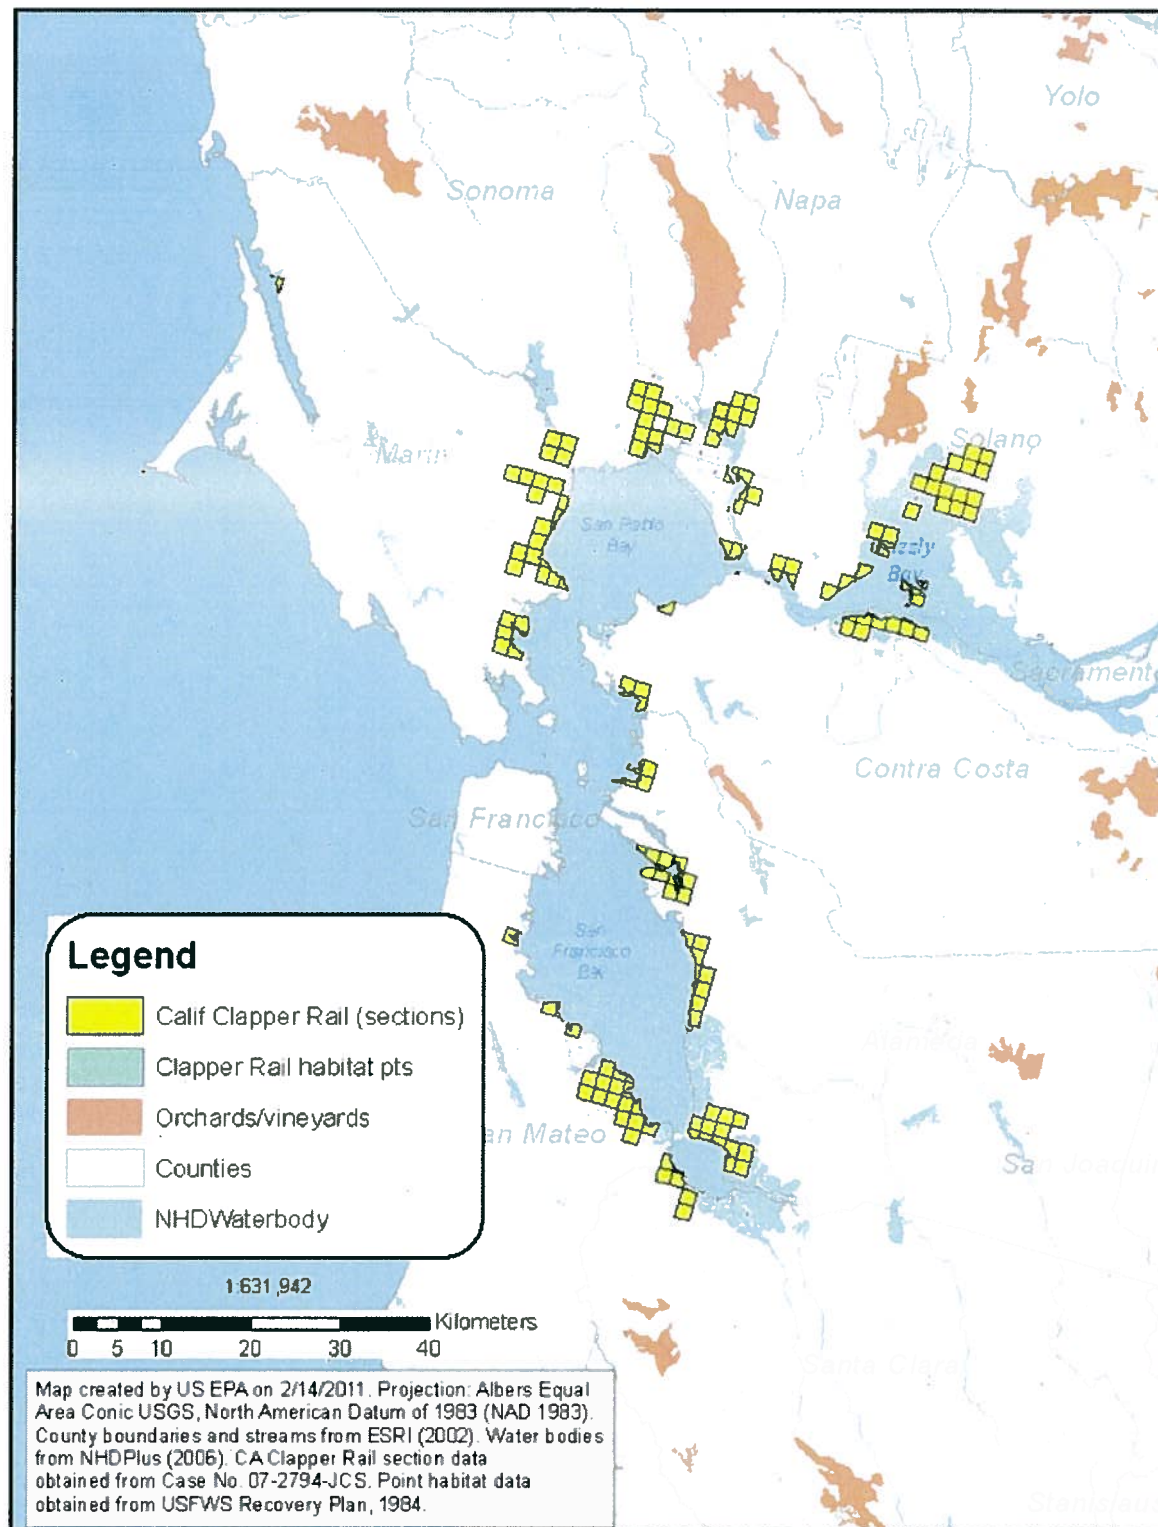 Yolo
Sonoma
Napa
Solano
Marin
San Pablo
Bay
Grizzly
Bay
Sacramento
Contra Costa
San Francisco
San
Francisco
Bay
Legend
Calif Clapper Rail (sections)
Clapper Rail habitat pts
Orchards/vineyards
Counties
NHDWaterbody
Alameda
an Mateo
San Joaquin
1:631,942
Kilometers
0 5 10 20 30 40
Santa Clara
Map created by US EPA on 2/14/2011. Projection: Albers Equal
Area Conic USGS, North American Datum of 1983 (NAD 1983).
County boundaries and streams from ESRI (2002). Water bodies
from NHDPlus (2006). CA Clapper Rail section data
obtained from Case No. 07-2794-JCS. Point habitat data
obtained from USFWS Recovery Plan, 1984.
Stanislaus